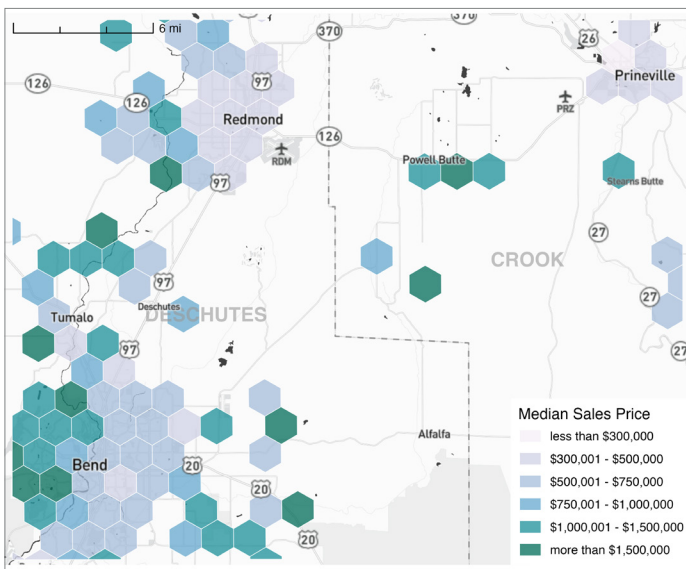 6 mi
370
370
26
Prineville
126
97
126
PRZ
Redmond
126
RDM
Powell Butte
97
Stearns Butte
27
CROOK
97
27
Deschutes
DESCHUTES
Tumalo
97
27
Alfalfa
Bend
20
20
20
Median Sales Price
less than $300,000
$300,001 - $500,000
$500,001 - $750,000
$750,001 - $1,000,000
$1,000,001 - $1,500,000
more than $1,500,000